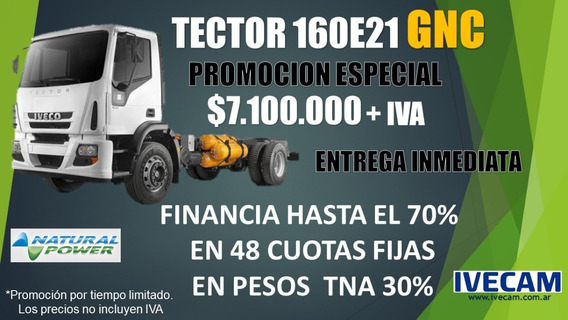 TECTOR 160E21 GNC
PROMOCION ESPECIAL
$7.100.000 + IVA
ENTREGA INMEDIATA
TECTOR
IVECO
FINANCIA HASTA EL 70%
EN 48 CUOTAS FIJAS
EN PESOS TNA 30%
NATURAL
POWER
*Promoción por tiempo limitado.
Los precios no incluyen IVA
IVECAM
www.ivecam.com.ar